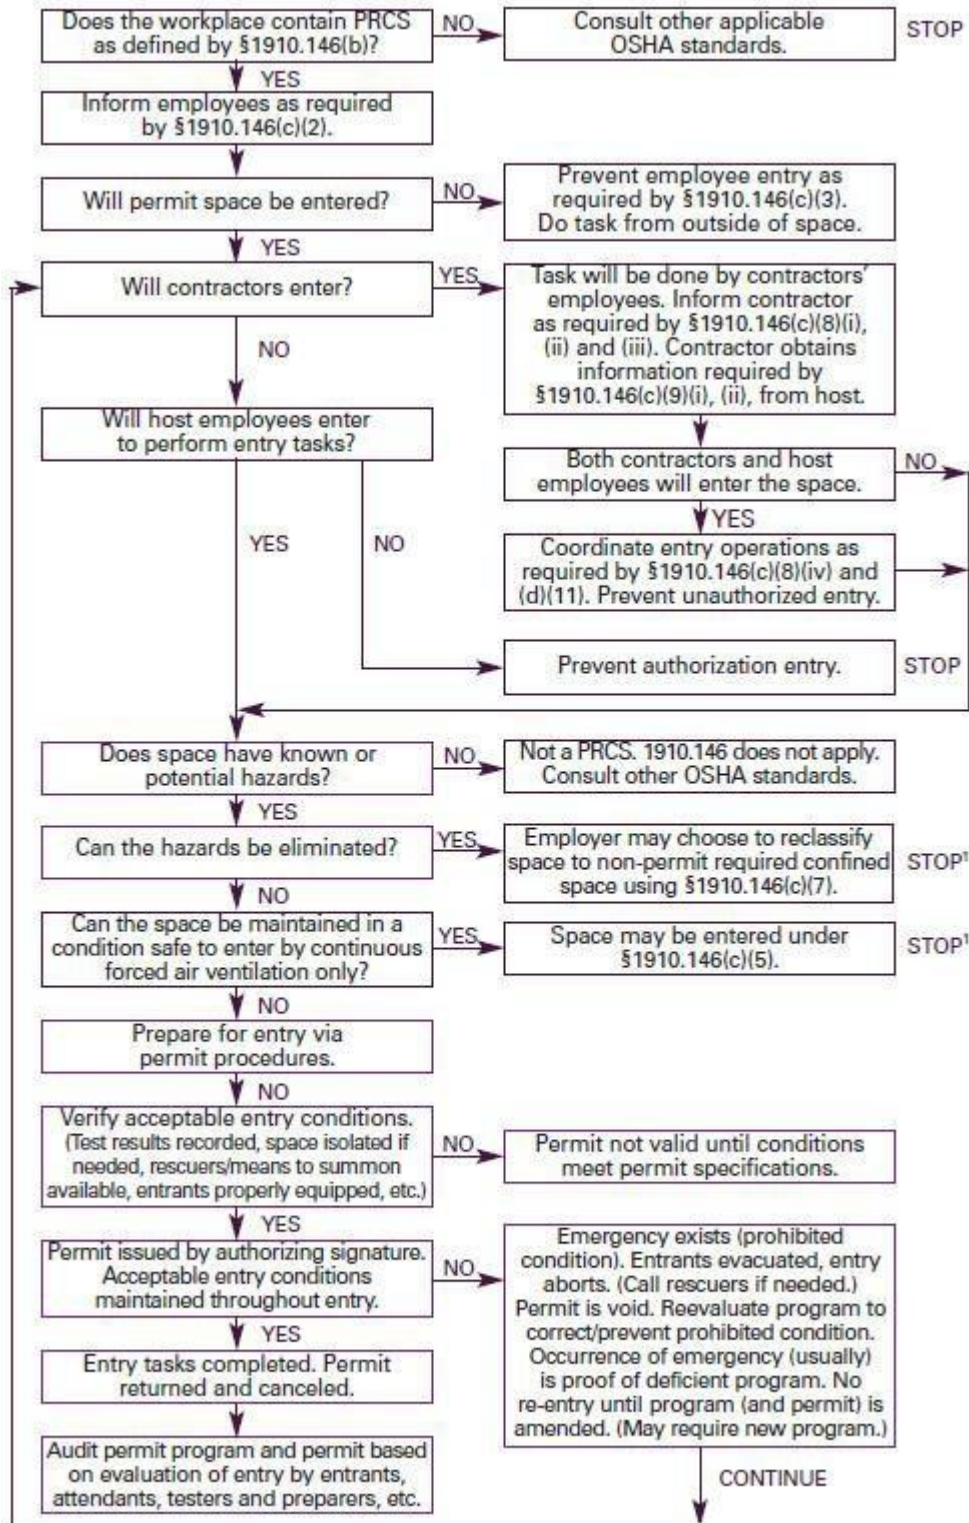 Does the workplace contain PRCS
as defined by §1910.146(b)?
NO
Consult other applicable
OSHA standards.
STOP
YES
Inform employees as required
by §1910.146(c)(2).
Will permit space be entered?
NO
Prevent employee entry as
required by §1910.146(c)(3).
Do task from outside of space.
YES
Will contractors enter?
YES
Task will be done by contractors'
employees. Inform contractor
as required by §1910.146(c)(8)(i),
(ii) and (iii). Contractor obtains
information required by
§1910.146(c)(9)(i), (ii), from host.
NO
Will host employees enter
to perform entry tasks?
Both contractors and host
employees will enter the space.
NO
YES
YES
NO
Coordinate entry operations as
required by §1910.146(c)(8)(iv) and
(d)(11). Prevent unauthorized entry.
Prevent authorization entry.
STOP
Does space have known or
potential hazards?
NO
Not a PRCS. 1910.146 does not apply.
Consult other OSHA standards.
YES
Can the hazards be eliminated?
YES
Employer may choose to reclassify
space to non-permit required confined
space using §1910.146(c)(7).
STOP¹
NO
Can the space be maintained in a
condition safe to enter by continuous
forced air ventilation only?
YES
Space may be entered under
§1910.146(c)(5).
STOP¹
NO
Prepare for entry via
permit procedures.
NO
Verify acceptable entry conditions.
(Test results recorded, space isolated if
needed, rescuers/means to summon
available, entrants properly equipped, etc.)
NO
Permit not valid until conditions
meet permit specifications.
YES
Permit issued by authorizing signature.
Acceptable entry conditions
maintained throughout entry.
NO
Emergency exists (prohibited
condition). Entrants evacuated, entry
aborts. (Call rescuers if needed.)
Permit is void. Reevaluate program to
correct/prevent prohibited condition.
Occurrence of emergency (usually)
is proof of deficient program. No
re-entry until program (and permit) is
amended. (May require new program.)
YES
Entry tasks completed. Permit
returned and canceled.
Audit permit program and permit based
on evaluation of entry by entrants,
attendants, testers and preparers, etc.
CONTINUE